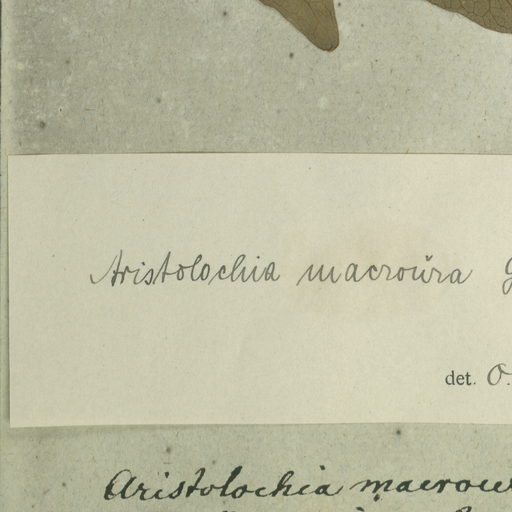 Aristolochia macroura G
det. O.
Aristolochia macrou